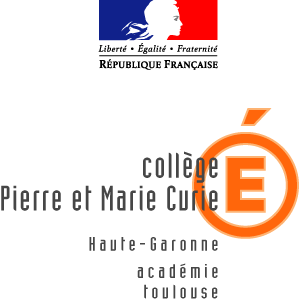 Liberté • Égalité • Fraternité
RÉPUBLIQUE FRANÇAISE
collège
Pierre et Marie Curie
É
Haute-Garonne
académie
toulouse